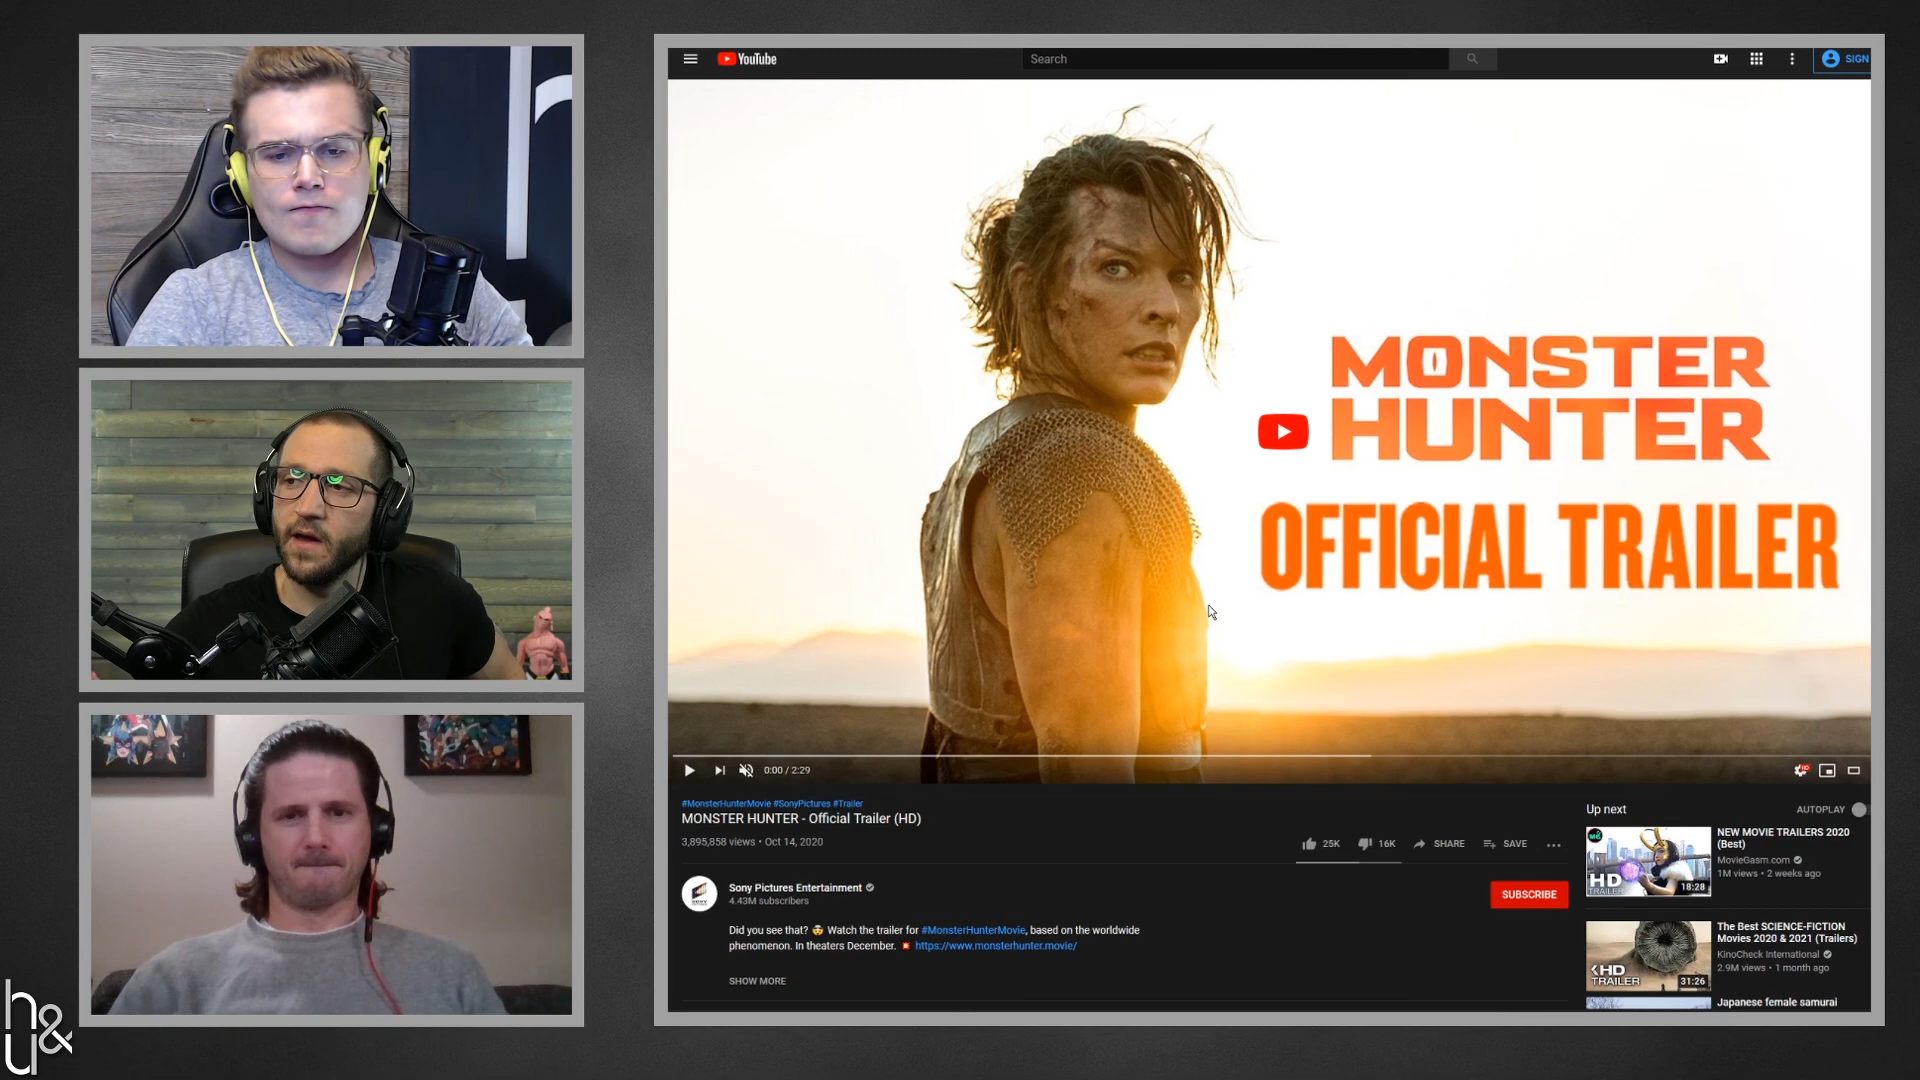 YouTube
Search
SIGN
MONSTER
HUNTER
OFFICIAL TRAILER
0:00 / 2:29
#MonsterHunterMovie #SonyPictures #Trailer
MONSTER HUNTER - Official Trailer (HD)
3,895,858 views • Oct 14, 2020
25K
16K
SHARE
SAVE
Sony Pictures Entertainment
4.43M subscribers
SUBSCRIBE
Did you see that? 🤯 Watch the trailer for #MonsterHunterMovie, based on the worldwide
phenomenon. In theaters December. 💥 https://www.monsterhunter.movie/
SHOW MORE
Up next
AUTOPLAY
HD
TRAILER
18:28
NEW MOVIE TRAILERS 2020
(Best)
MovieGasm.com
1M views • 2 weeks ago
HD
TRAILER
31:26
The Best SCIENCE-FICTION
Movies 2020 & 2021 (Trailers)
KinoCheck International
2.9M views • 1 month ago
Japanese female samurai
h&u